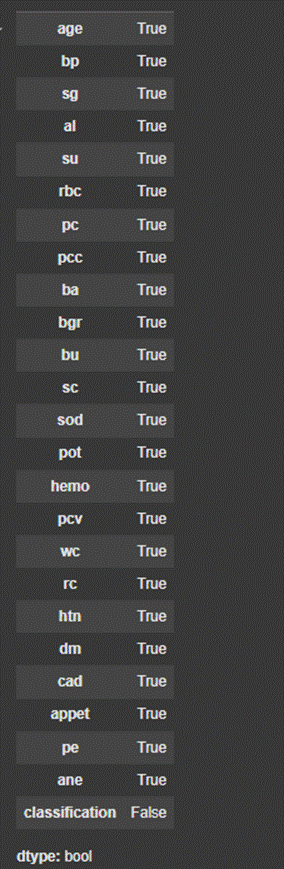 age True
bp True
sg True
al True
su True
rbc True
pc True
pcc True
ba True
bgr True
bu True
sc True
sod True
pot True
hemo True
pcv True
wc True
rc True
htn True
dm True
cad True
appet True
pe True
ane True
classification False
dtype: bool